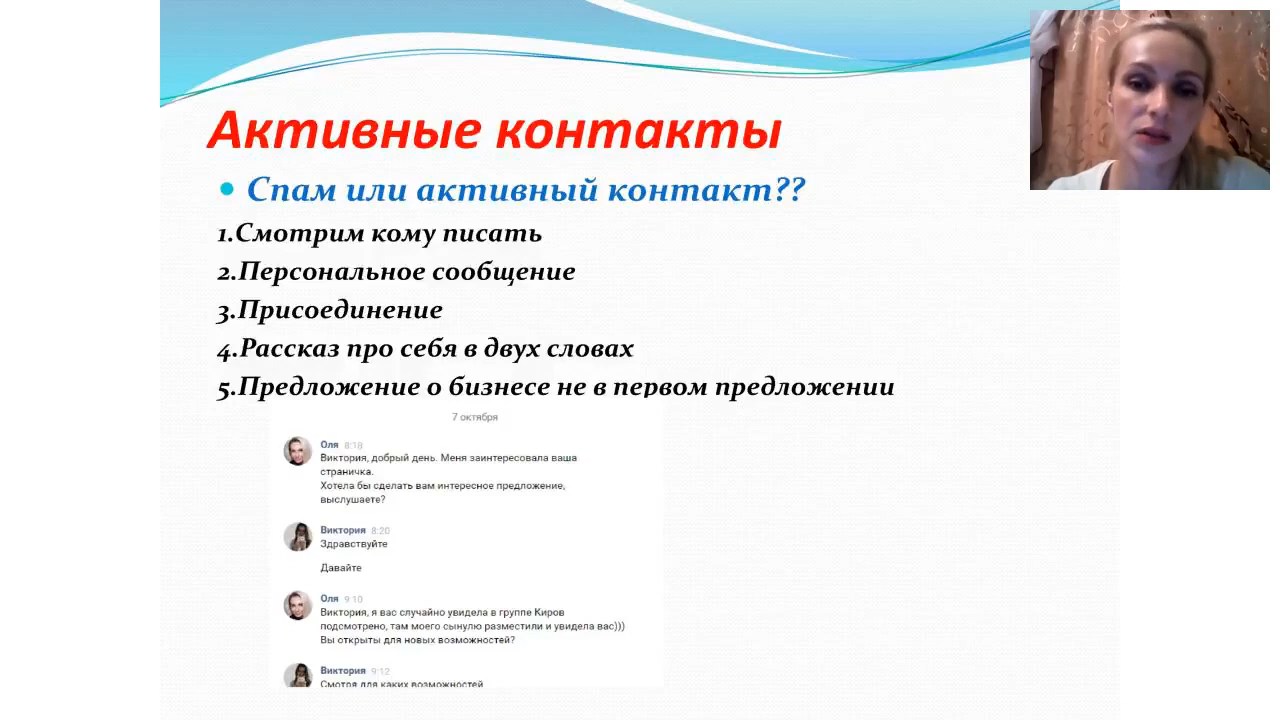 Активные контакты
Спам или активный контакт??
1.Смотрим кому писать
2.Персональное сообщение
3.Присоединение
4.Рассказ про себя в двух словах
5.Предложение о бизнесе не в первом предложении
7 октября
Оля 8:18
Виктория, добрый день. Меня заинтересовала ваша
страничка.
Хотела бы сделать вам интересное предложение,
выслушаете?
Виктория 8:20
Здравствуйте
Давайте
Оля 9:10
Виктория, я вас случайно увидела в группе Киров
подсмотрено, там моего сынулю разместили и увидела вас)))
Вы открыты для новых возможностей?
Виктория 9:12
Смотря для каких возможностей